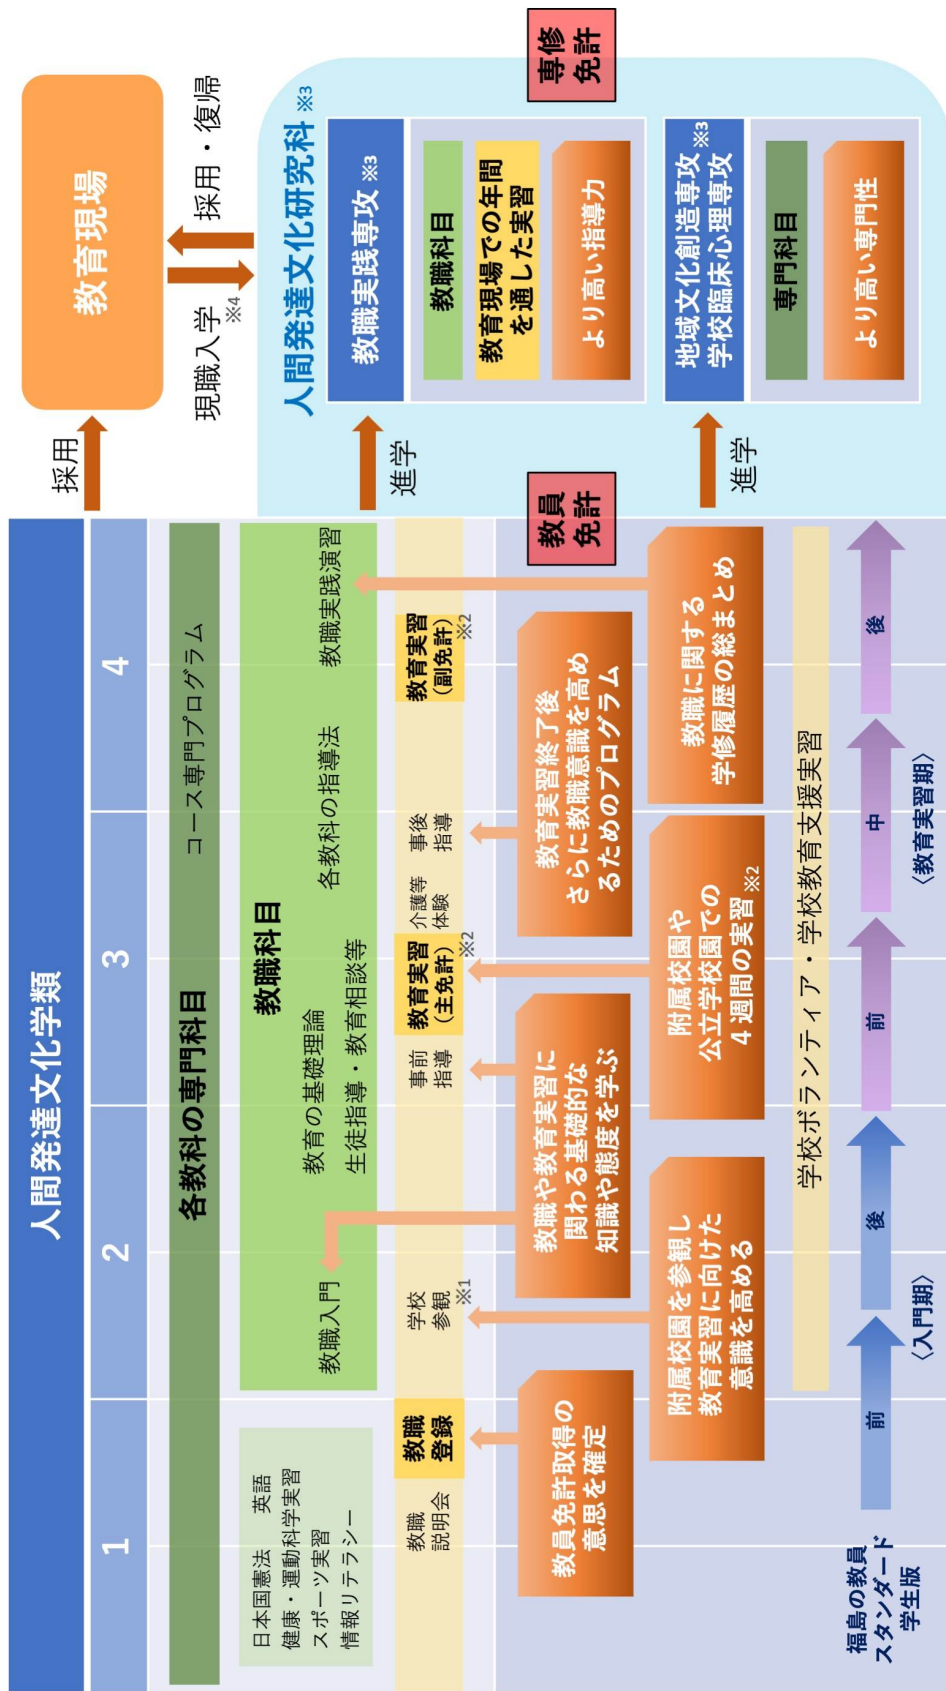 人間発達文化学類
1
2
3
4
各教科の専門科目
コース専門プログラム
日本国憲法　英語
健康・運動科学実習
スポーツ実習
情報リテラシー
教職科目
教職入門
教育の基礎理論
生徒指導・教育相談等
各教科の指導法
教職実践演習
教職
説明会
教職
登録
学校
参観
※1
事前
指導
教育実習
（主免許）
※2
介護等
体験
事後
指導
教育実習
（副免許）
※2
教員免許取得の
意思を確定
教職や教育実習に
関わる基礎的な
知識や態度を学ぶ
教育実習終了後
さらに教職意識を高め
るためのプログラム
附属校園を参観し
教育実習に向けた
意識を高める
附属校園や
公立学校園での
4週間の実習※2
教職に関する
学修履歴の総まとめ
学校ボランティア・学校教育支援実習
福島の教員
スタンダード
学生版
前
後
前
中
後
〈入門期〉
〈教育実習期〉
教員
免許
採用
教育現場
現職入学
※4
採用・復帰
進学
進学
人間発達文化研究科※3
専修
免許
教職実践専攻※3
教職科目
教育現場での年間
を通した実習
より高い指導力
地域文化創造専攻※3
学校臨床心理専攻
専門科目
より高い専門性